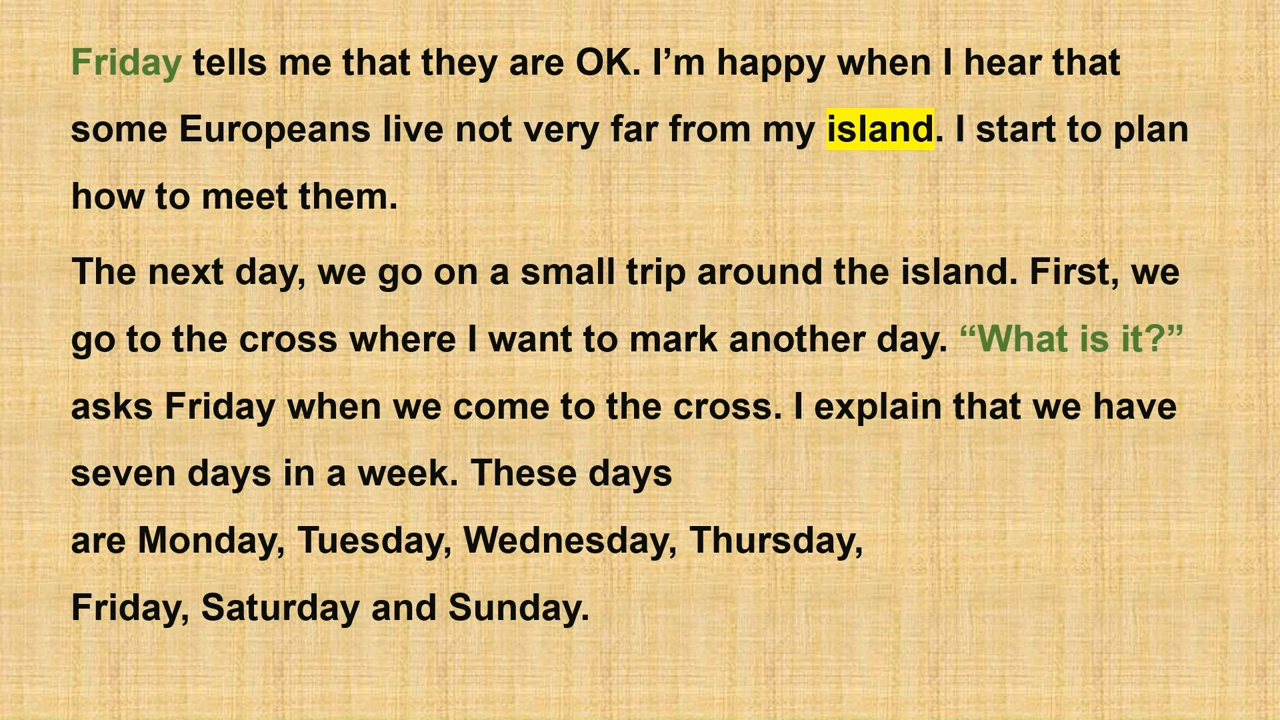 Friday tells me that they are OK. I’m happy when I hear that
some Europeans live not very far from my island. I start to plan
how to meet them.
The next day, we go on a small trip around the island. First, we
go to the cross where I want to mark another day. “What is it?”
asks Friday when we come to the cross. I explain that we have
seven days in a week. These days
are Monday, Tuesday, Wednesday, Thursday,
Friday, Saturday and Sunday.